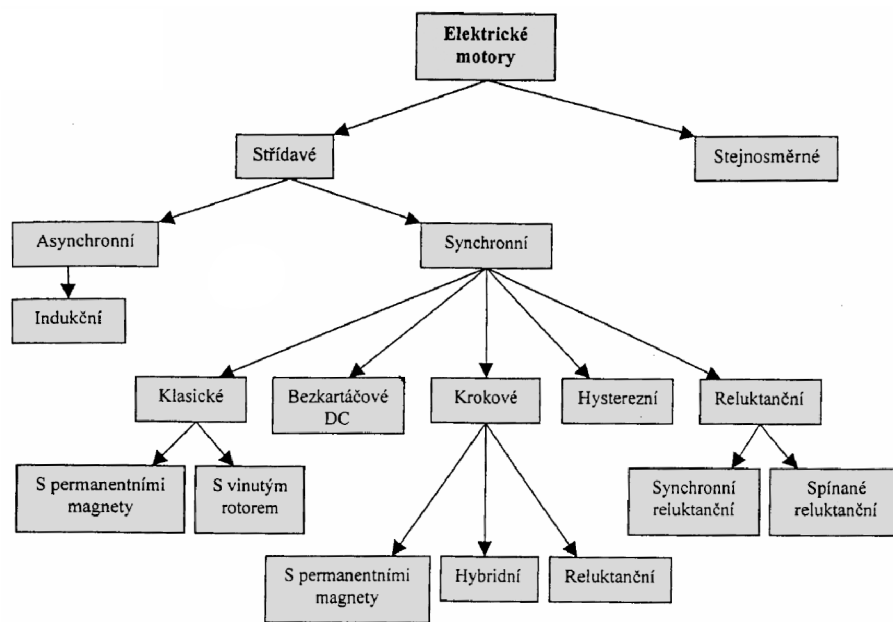 Elektrické
motory
Střídavé
Stejnosměrné
Asynchronní
Synchronní
Indukční
Klasické
Bezkartáčové
DC
Krokové
Hysterezní
Reluktanční
S permanentními
magnety
S vinutým
rotorem
Synchronní
reluktanční
Spínané
reluktanční
S permanentními
magnety
Hybridní
Reluktanční